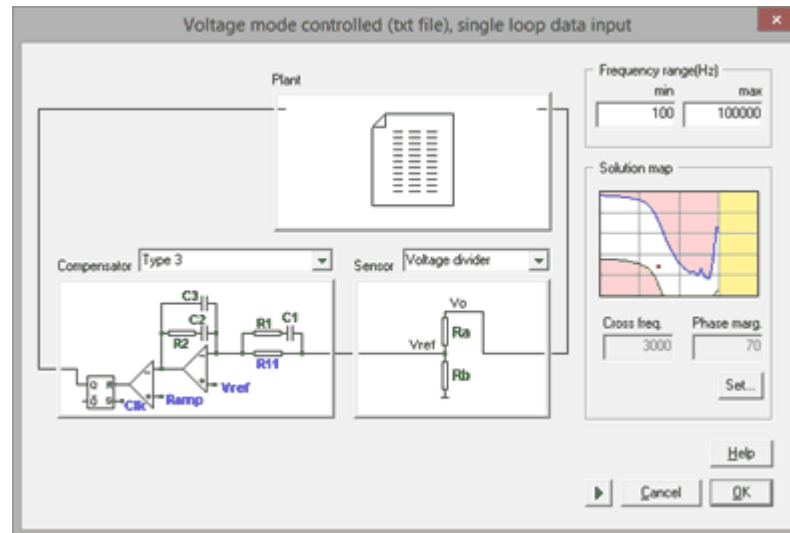 Voltage mode controlled (txt file), single loop data input
x
Plant
Frequency range(Hz)
min max
100 100000
Solution map
Compensator Type 3
Sensor Voltage divider
C3
C2
R2
R1 C1
R11
Vref
Ramp
Clk
Q R
Q S
Vo
Ra
Vref
Rb
Cross freq. Phase marg.
3000 70
Set...
Help
Cancel OK